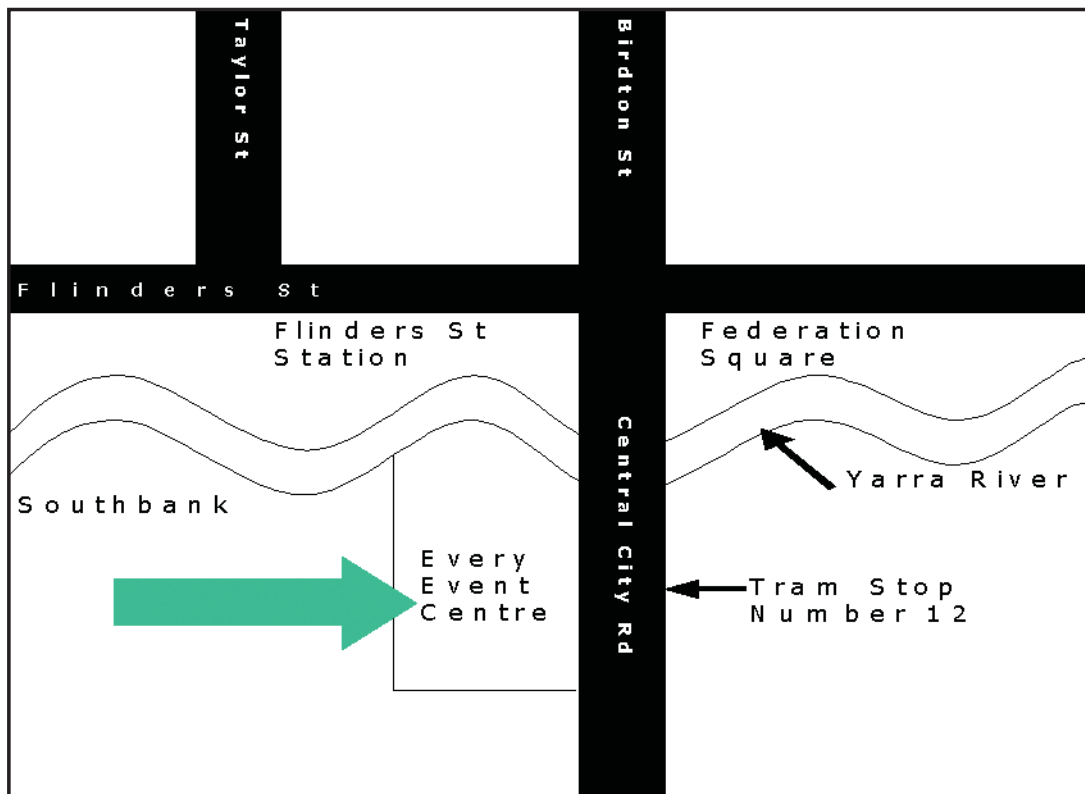 Taylor St
Birdton St
Flinders St
Flinders St
Station
Federation
Square
Central City Rd
Yarra River
Southbank
Every
Event
Centre
Tram Stop
Number 12